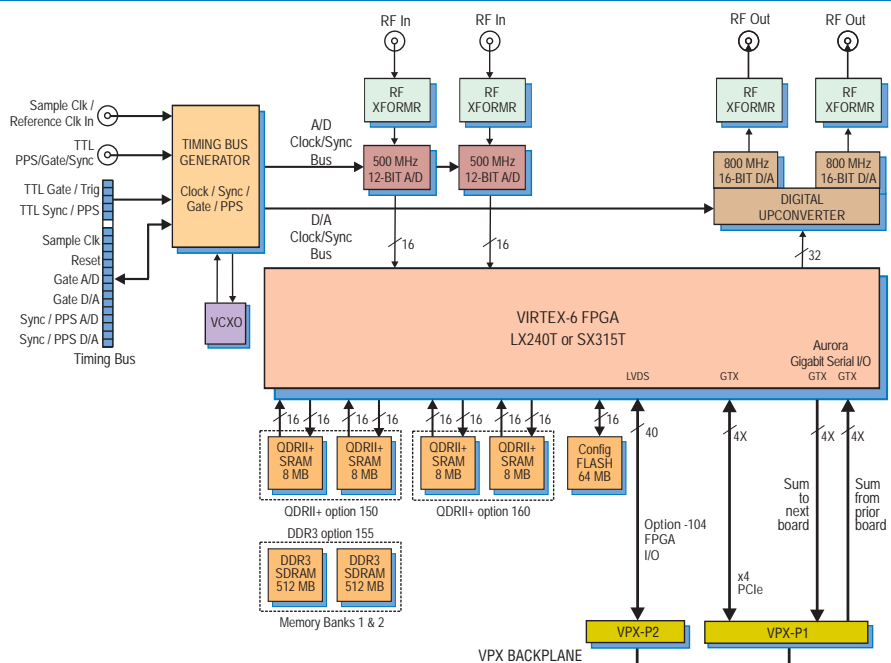 RF In
RF In
RF Out
RF Out
Sample Clk /
Reference Clk In
TTL
PPS/Gate/Sync
TTL Gate / Trig
TTL Sync / PPS
Sample Clk
Reset
Gate A/D
Gate D/A
Sync / PPS A/D
Sync / PPS D/A
Timing Bus
TIMING BUS
GENERATOR
Clock / Sync /
Gate / PPS
VCXO
A/D
Clock/Sync
Bus
D/A
Clock/Sync
Bus
RF
XFORMR
RF
XFORMR
RF
XFORMR
RF
XFORMR
500 MHz
12-BIT A/D
500 MHz
12-BIT A/D
800 MHz
16-BIT D/A
800 MHz
16-BIT D/A
DIGITAL
UPCONVERTER
16
16
32
VIRTEX-6 FPGA
LX240T or SX315T
Aurora
Gigabit Serial I/O
LVDS
GTX
GTX
GTX
16
16
16
16
16
16
16
16
16
40
4X
4X
4X
QDRII+
SRAM
8 MB
QDRII+
SRAM
8 MB
QDRII+
SRAM
8 MB
QDRII+
SRAM
8 MB
Config
FLASH
64 MB
QDRII+ option 150
QDRII+ option 160
DDR3 option 155
DDR3
SDRAM
512 MB
DDR3
SDRAM
512 MB
Memory Banks 1 & 2
Option -104
FPGA
I/O
x4
PCIe
Sum
to
next
board
Sum
from
prior
board
VPX-P2
VPX-P1
VPX BACKPLANE